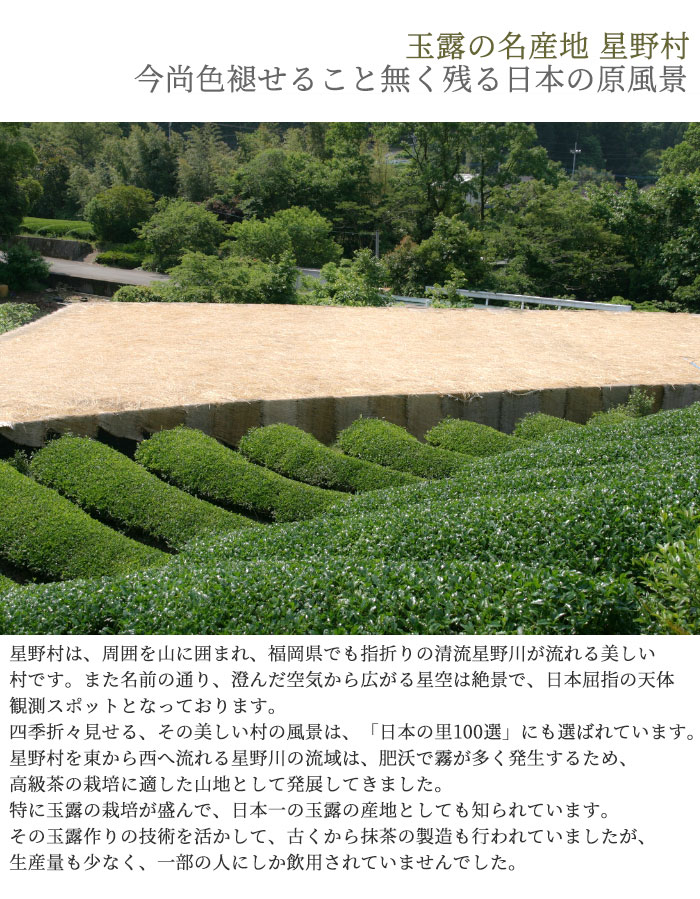 玉露の名産地 星野村
今尚色褪せること無く残る日本の原風景
星野村は、周囲を山に囲まれ、福岡県でも指折りの清流星野川が流れる美しい
村です。また名前の通り、澄んだ空気から広がる星空は絶景で、日本屈指の天体
観測スポットとなっております。
四季折々見せる、その美しい村の風景は、「日本の里100選」にも選ばれています。
星野村を東から西へ流れる星野川の流域は、肥沃で霧が多く発生するため、
高級茶の栽培に適した山地として発展してきました。
特に玉露の栽培が盛んで、日本一の玉露の産地としても知られています。
その玉露作りの技術を活かして、古くから抹茶の製造も行われていましたが、
生産量も少なく、一部の人にしか飲用されていませんでした。